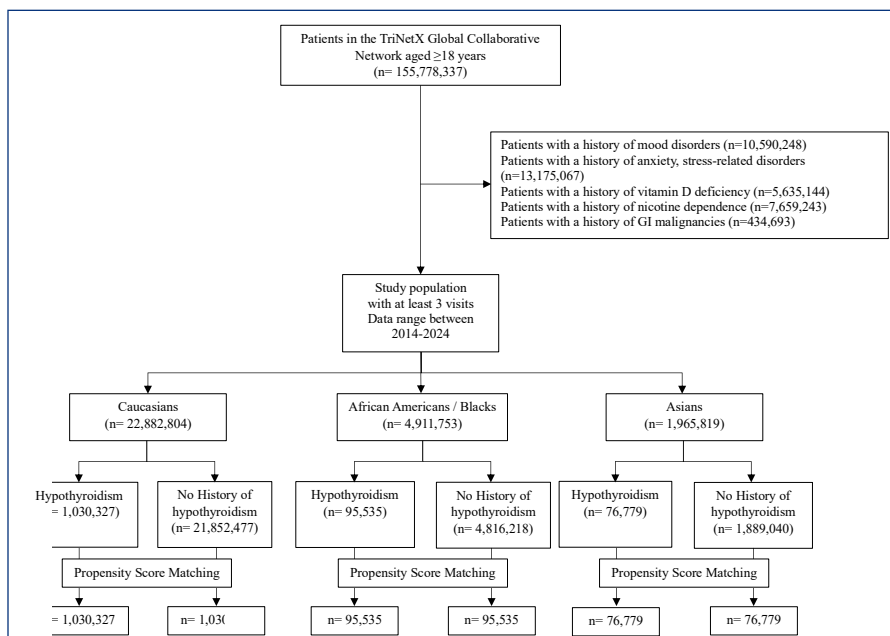 Patients in the TriNetX Global Collaborative
Network aged ≥18 years
(n= 155,778,337)
Patients with a history of mood disorders (n=10,590,248)
Patients with a history of anxiety, stress-related disorders
(n=13,175,067)
Patients with a history of vitamin D deficiency (n=5,635,144)
Patients with a history of nicotine dependence (n=7,659,243)
Patients with a history of GI malignancies (n=434,693)
Study population
with at least 3 visits
Data range between
2014-2024
Caucasians
(n= 22,882,804)
African Americans / Blacks
(n= 4,911,753)
Asians
(n= 1,965,819)
Hypothyroidism
= 1,030,327)
No History of
hypothyroidism
(n= 21,852,477)
Hypothyroidism
(n= 95,535)
No History of
hypothyroidism
(n= 4,816,218)
Hypothyroidism
(n= 76,779)
No History of
hypothyroidism
(n= 1,889,040)
Propensity Score Matching
Propensity Score Matching
Propensity Score Matching
= 1,030,327
n= 1,03
n= 95,535
n= 95,535
n= 76,779
n= 76,779